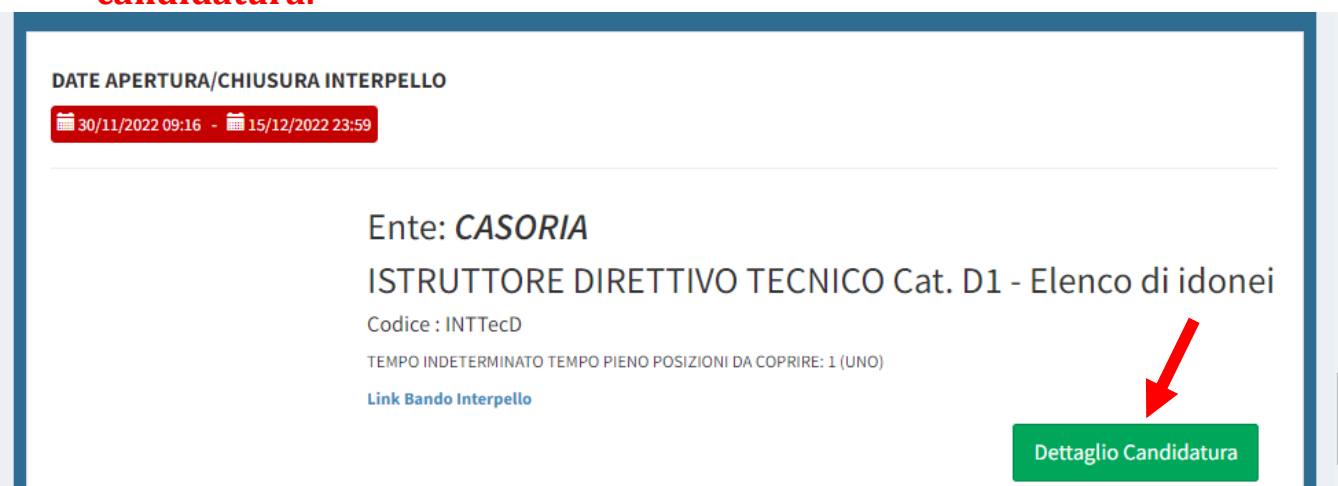 candidatura.
DATE APERTURA/CHIUSURA INTERPELLO
30/11/2022 09:16 - 15/12/2022 23:59
Ente: CASORIA
ISTRUTTORE DIRETTIVO TECNICO Cat. D1 - Elenco di idonei
Codice : INTTecD
TEMPO INDETERMINATO TEMPO PIENO POSIZIONI DA COPRIRE: 1 (UNO)
Link Bando Interpello
Dettaglio Candidatura